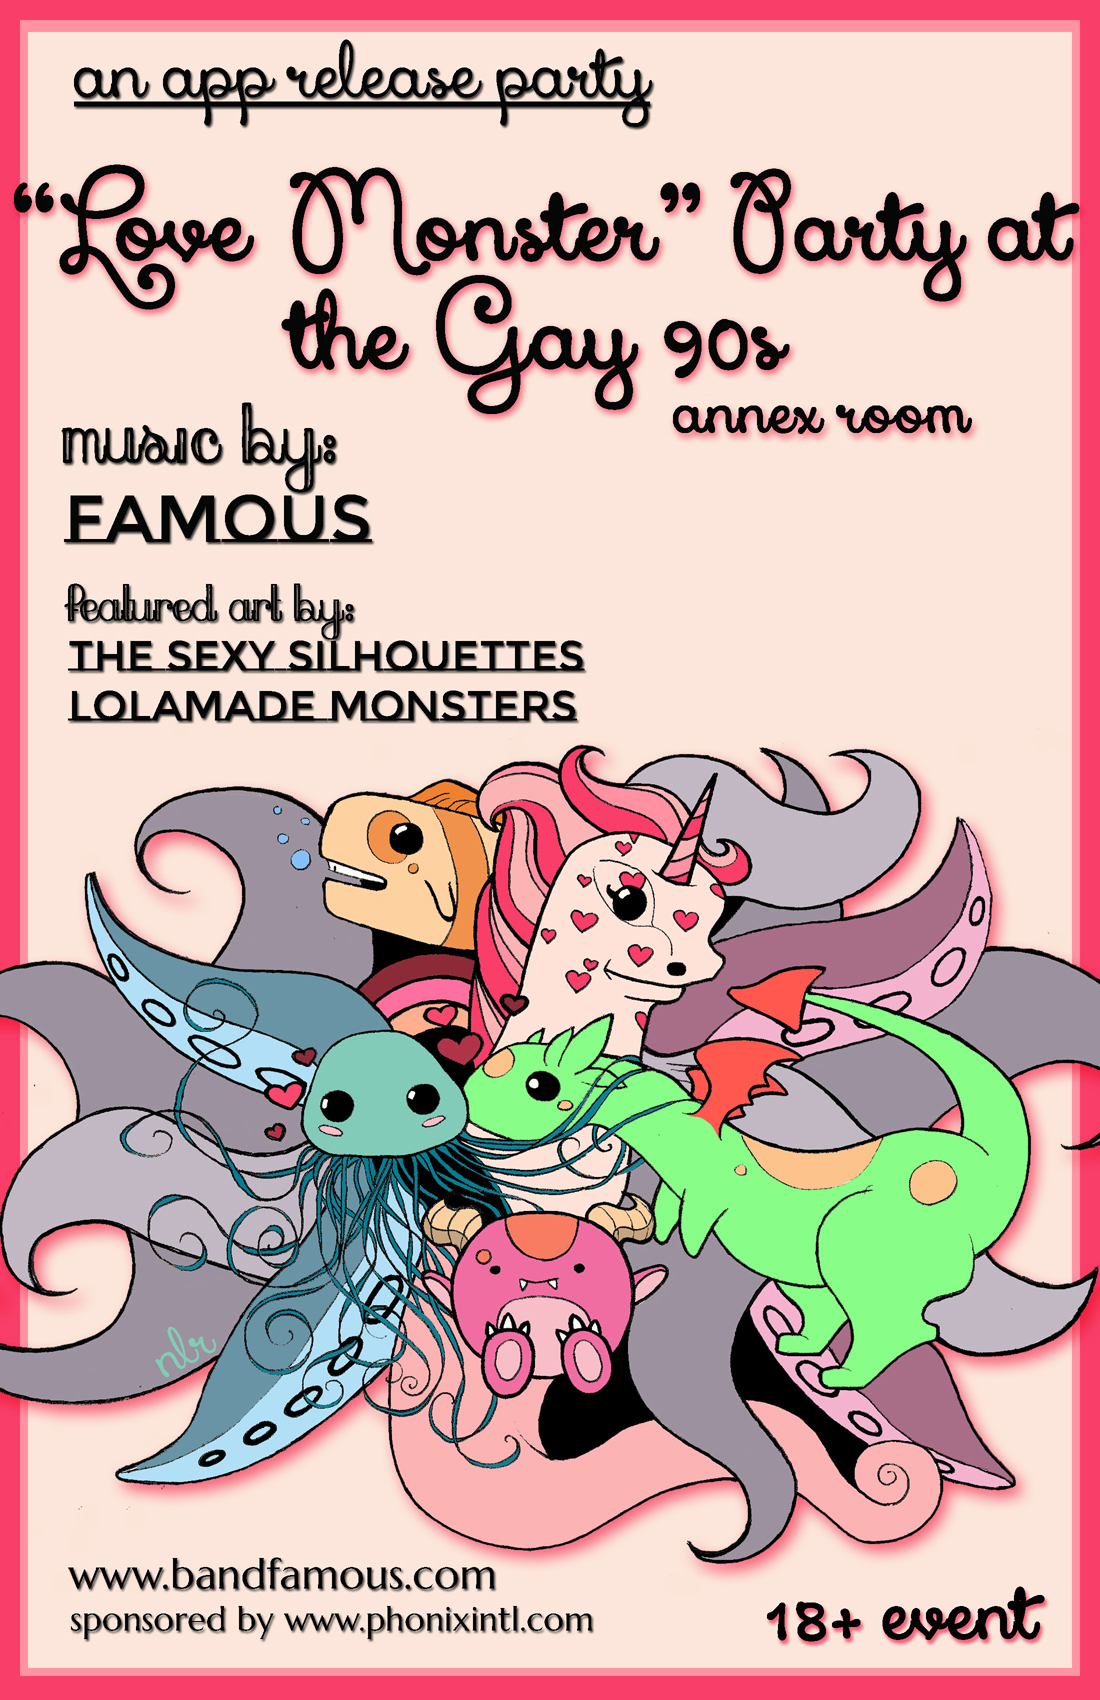 an app release party
“Love Monster” Party at
the Gay 90s
annex room
music by:
FAMOUS
featured art by:
THE SEXY SILHOUETTES
LOLAMADE MONSTERS
nbr
www.bandfamous.com
sponsored by www.phonixintl.com
18+ event